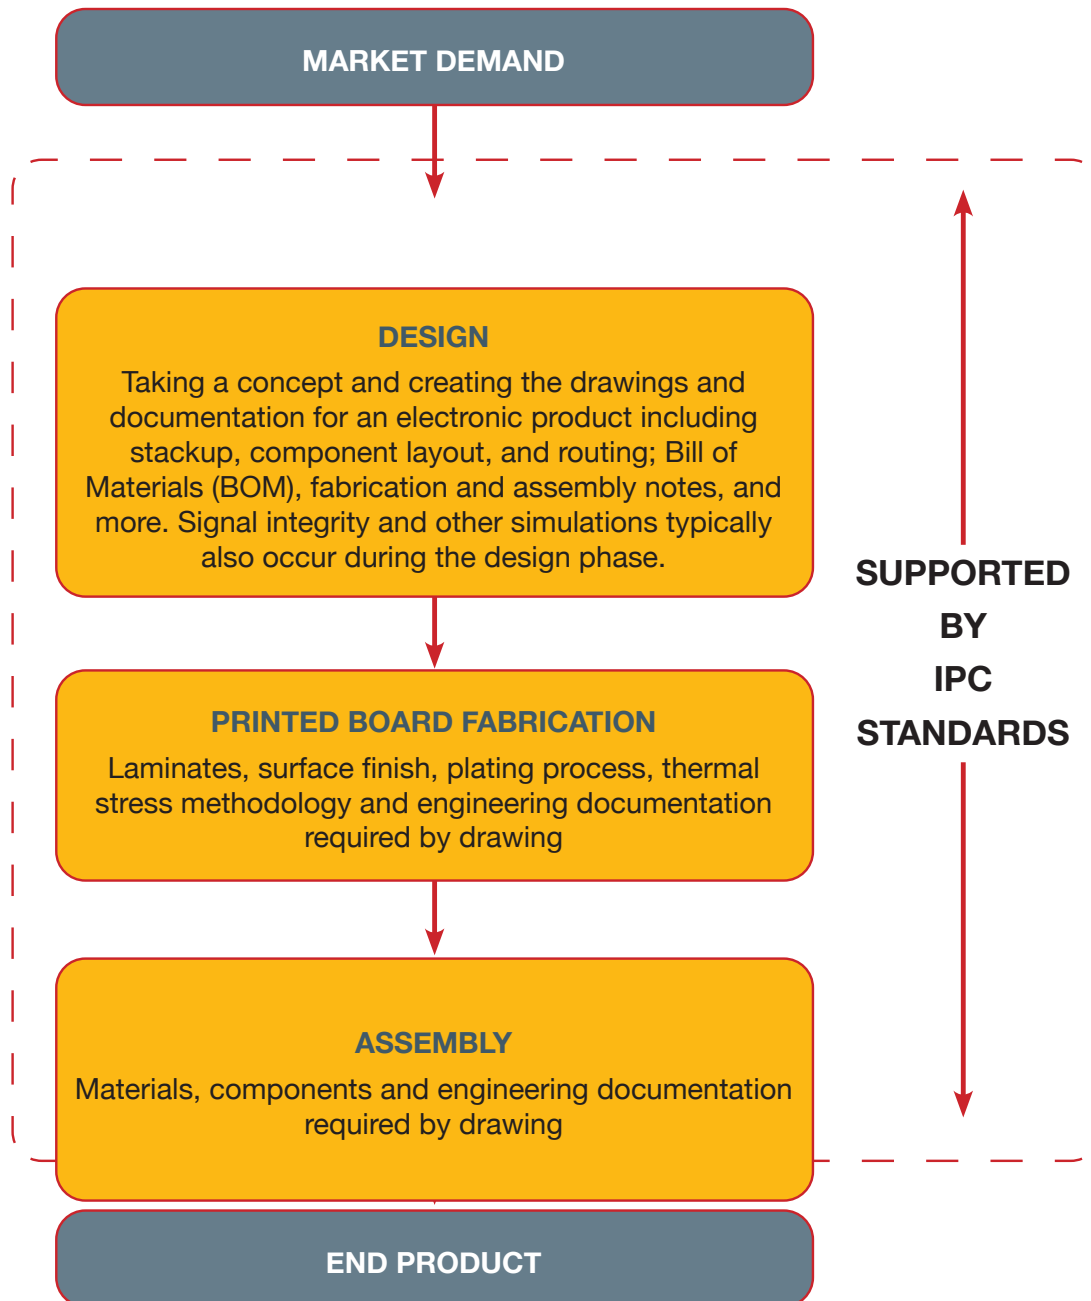 MARKET DEMAND
DESIGN
Taking a concept and creating the drawings and
documentation for an electronic product including
stackup, component layout, and routing; Bill of
Materials (BOM), fabrication and assembly notes, and
more. Signal integrity and other simulations typically
also occur during the design phase.
PRINTED BOARD FABRICATION
Laminates, surface finish, plating process, thermal
stress methodology and engineering documentation
required by drawing
ASSEMBLY
Materials, components and engineering documentation
required by drawing
END PRODUCT
SUPPORTED
BY
IPC
STANDARDS